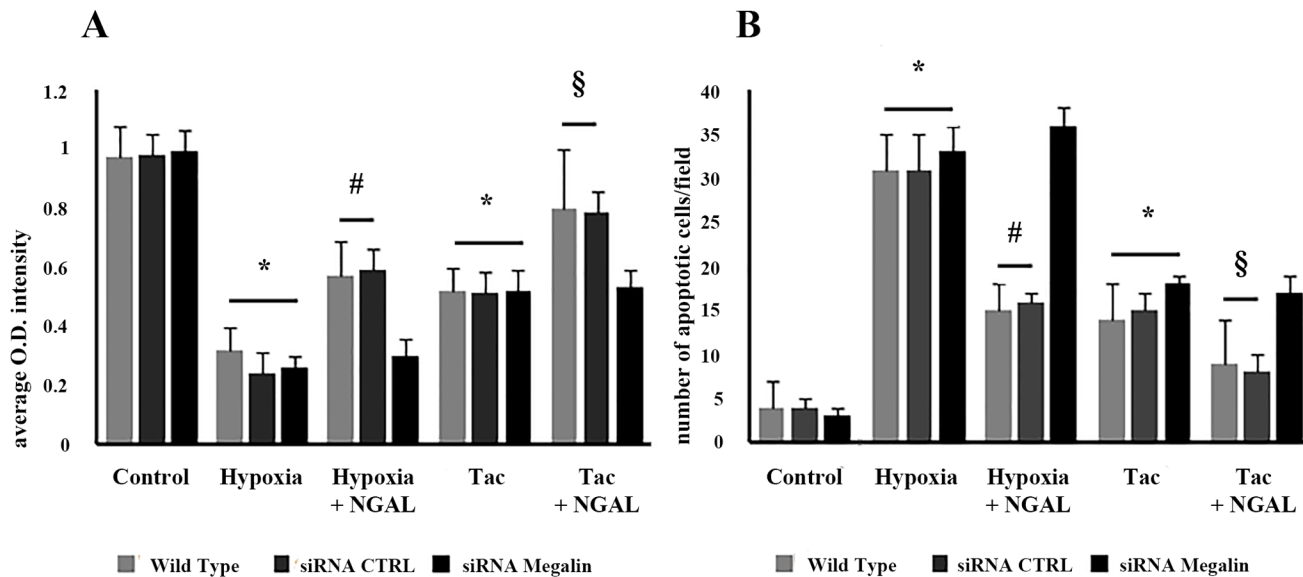 A
average O.D. intensity
1.2
1
0.8
0.6
0.4
0.2
0
*
#
*
§
Control
Hypoxia
Hypoxia
+ NGAL
Tac
Tac
+ NGAL
Wild Type
siRNA CTRL
siRNA Megalin
B
number of apoptotic cells/field
40
35
30
25
20
15
10
5
0
*
#
*
§
Control
Hypoxia
Hypoxia
+ NGAL
Tac
Tac
+ NGAL
Wild Type
siRNA CTRL
siRNA Megalin